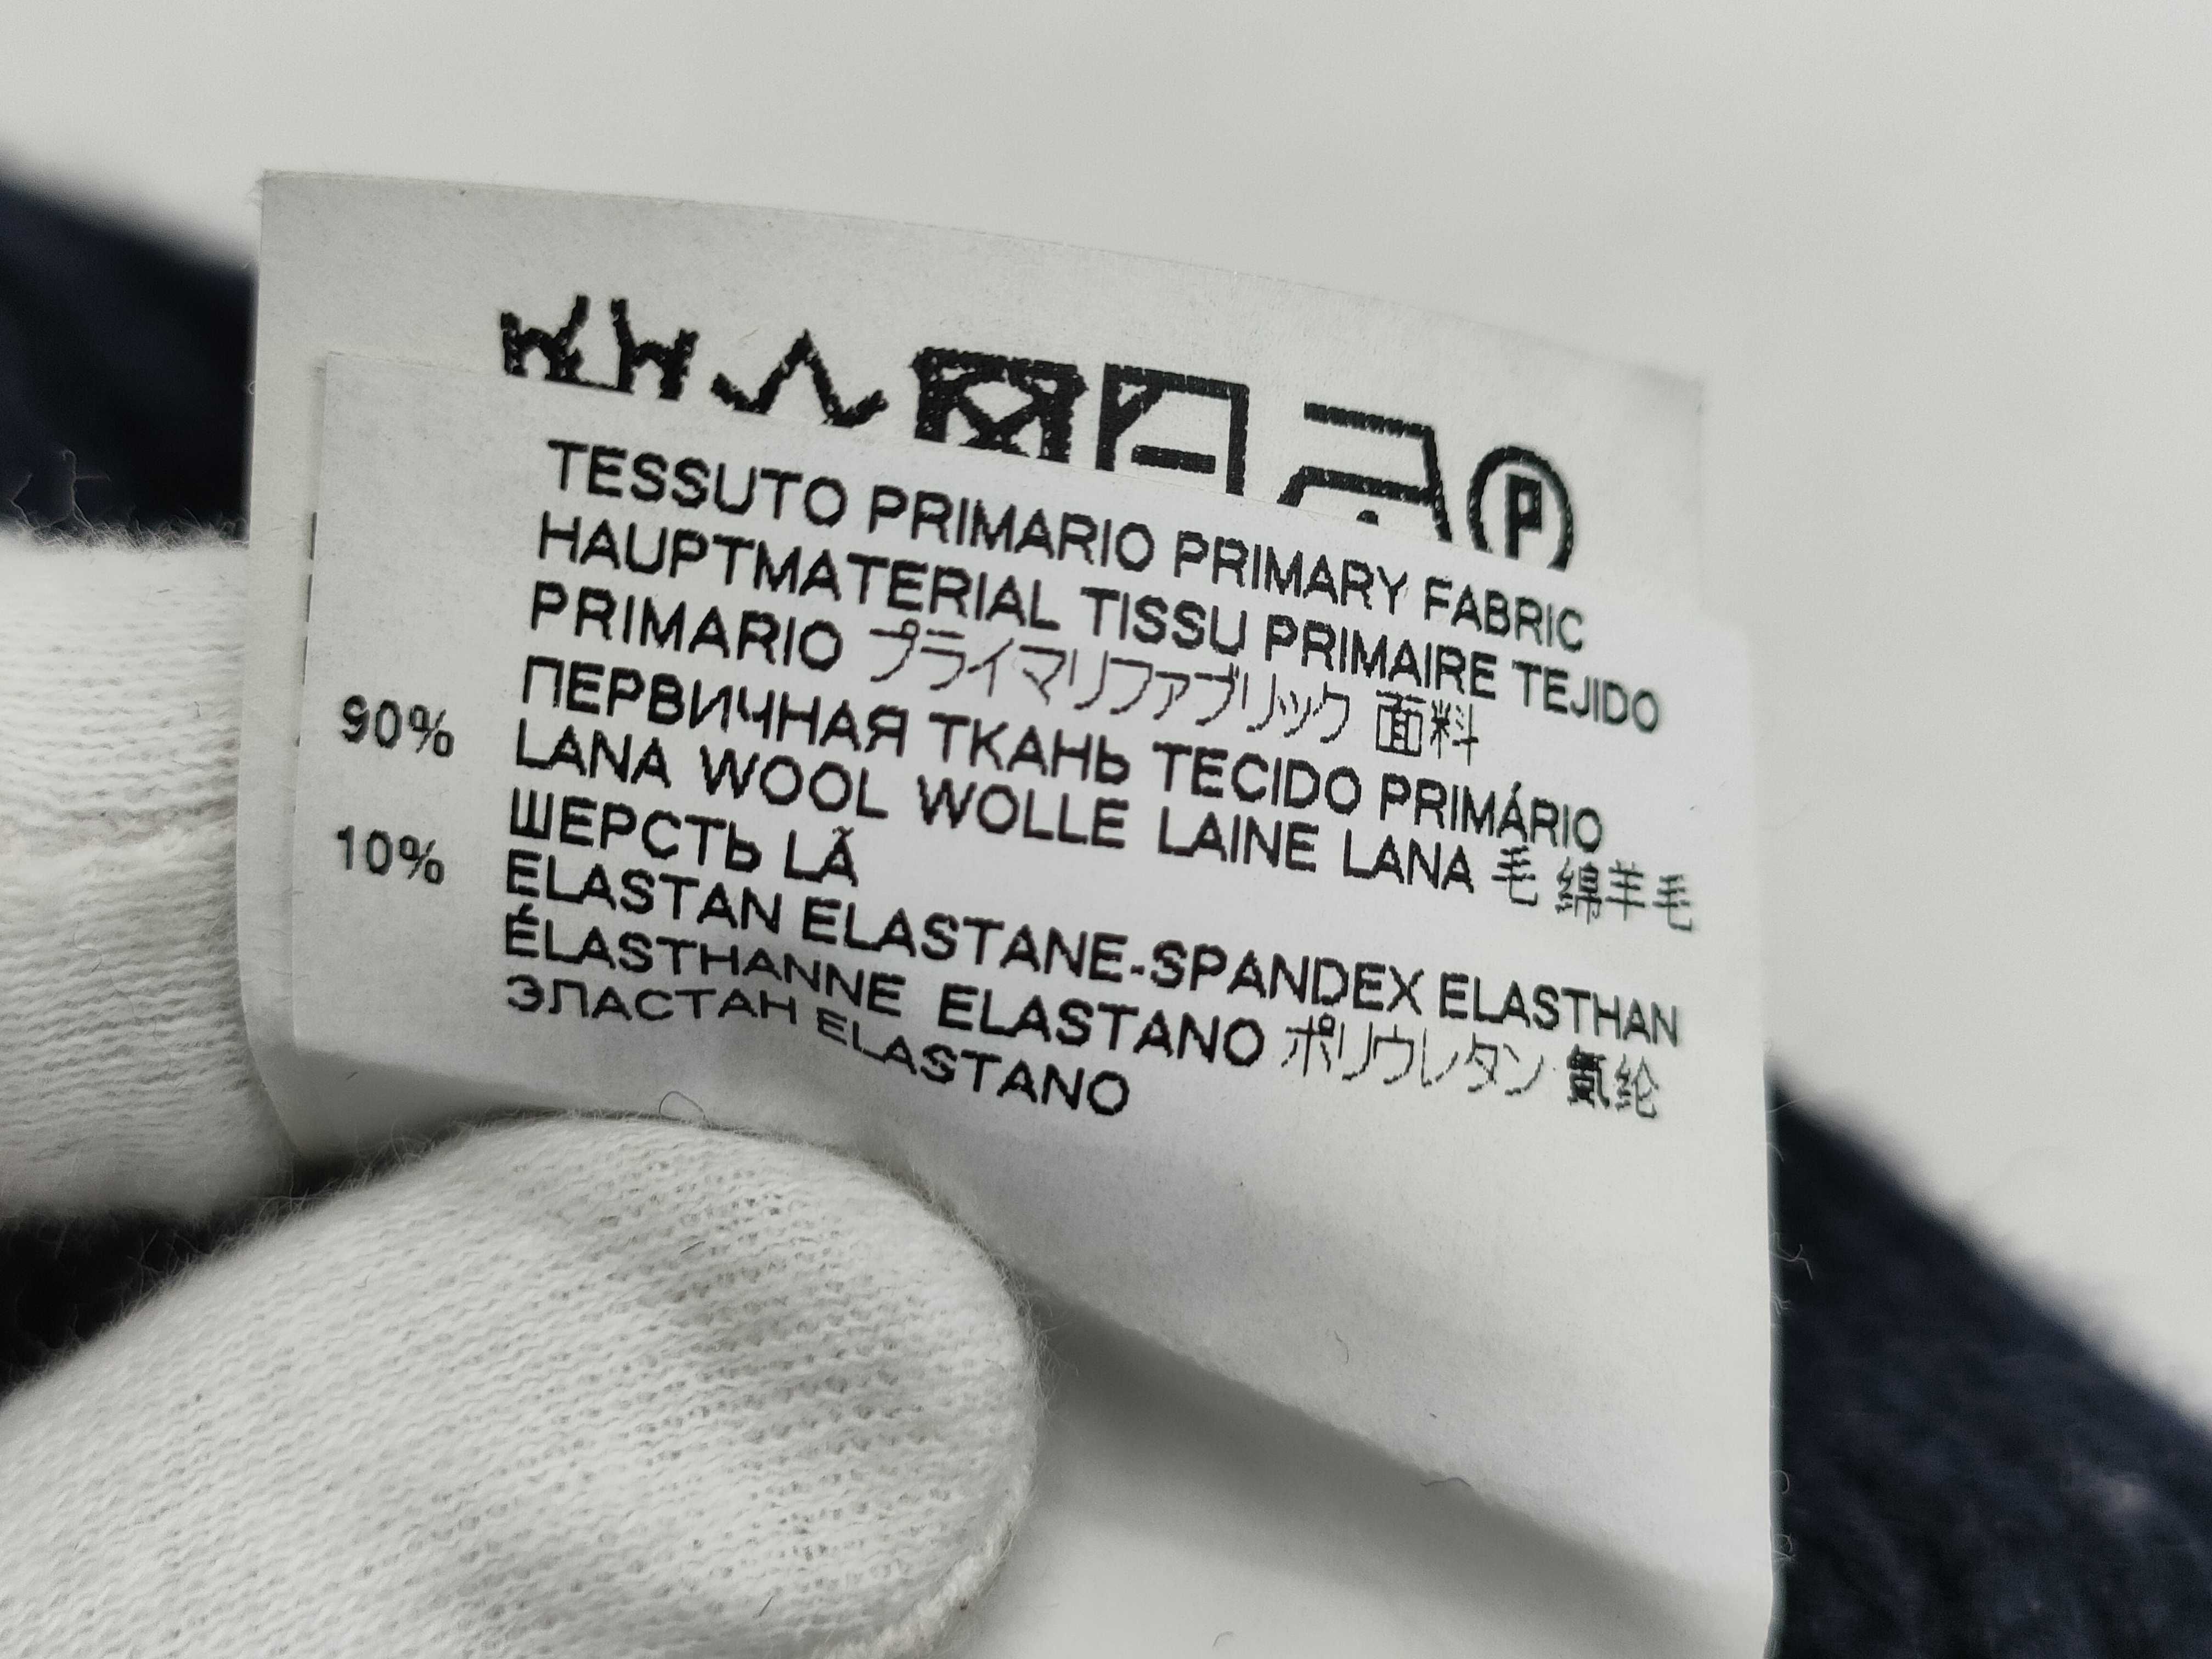 P
TESSUTO PRIMARIO PRIMARY FABRIC
HAUPTMATERIAL TISSU PRIMAIRE TEJIDO
PRIMARIO プライマリファブリック 面料
ПЕРВИЧНАЯ ТКАНЬ TECIDO PRIMÁRIO
90% LANA WOOL WOLLE LAINE LANA 毛 绵羊毛
ШЕРСТЬ LÃ
10% ELASTAN ELASTANE-SPANDEX ELASTHAN
ÉLASTHANNE ELASTANO ポリウレタン 氨纶
ЭЛАСТАН ELASTANO